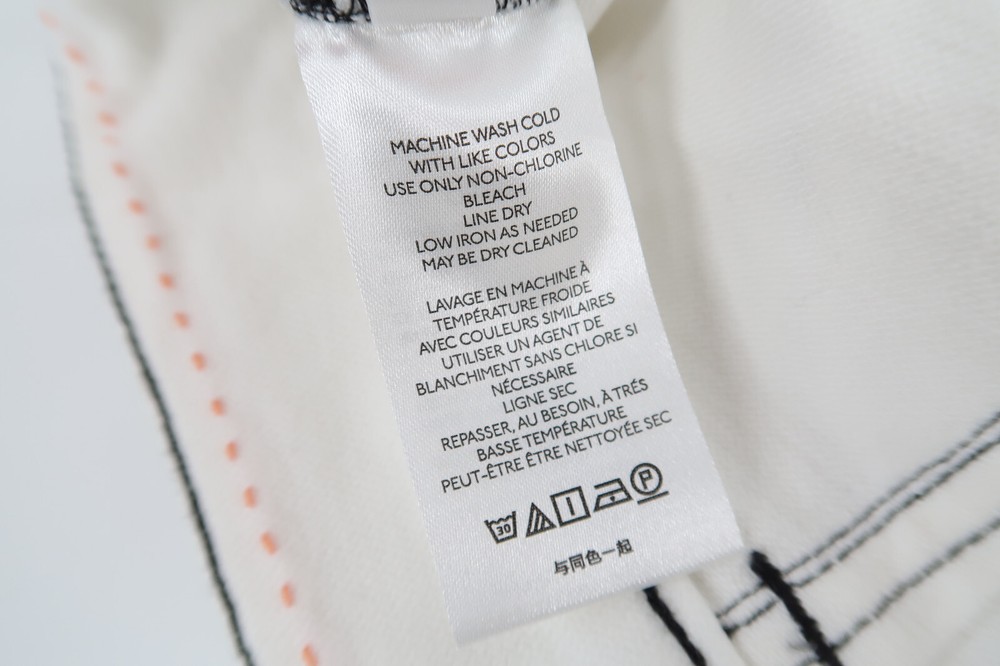 MACHINE WASH COLD
WITH LIKE COLORS
USE ONLY NON-CHLORINE
BLEACH
LINE DRY
LOW IRON AS NEEDED
MAY BE DRY CLEANED
LAVAGE EN MACHINE À
TEMPÉRATURE FROIDE
AVEC COULEURS SIMILAIRES
UTILISER UN AGENT DE
BLANCHIMENT SANS CHLORE SI
NÉCESSAIRE
LIGNE SEC
REPASSER, AU BESOIN, À TRÉS
BASSE TEMPÉRATURE
PEUT-ÊTRE ÊTRE NETTOYÉE SEC
30 P
与同色一起